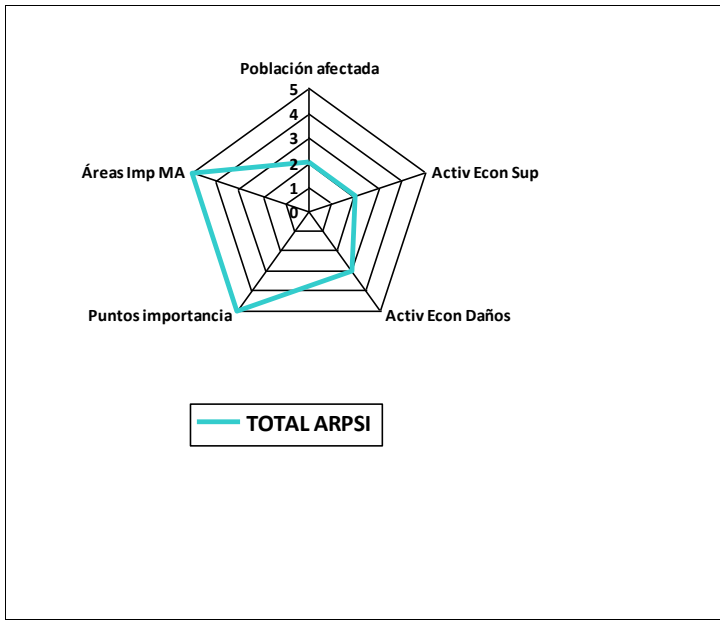 Población afectada
5
4
3
2
1
0
Áreas Imp MA
Activ Econ Sup
Puntos importancia
Activ Econ Daños
TOTAL ARPSI